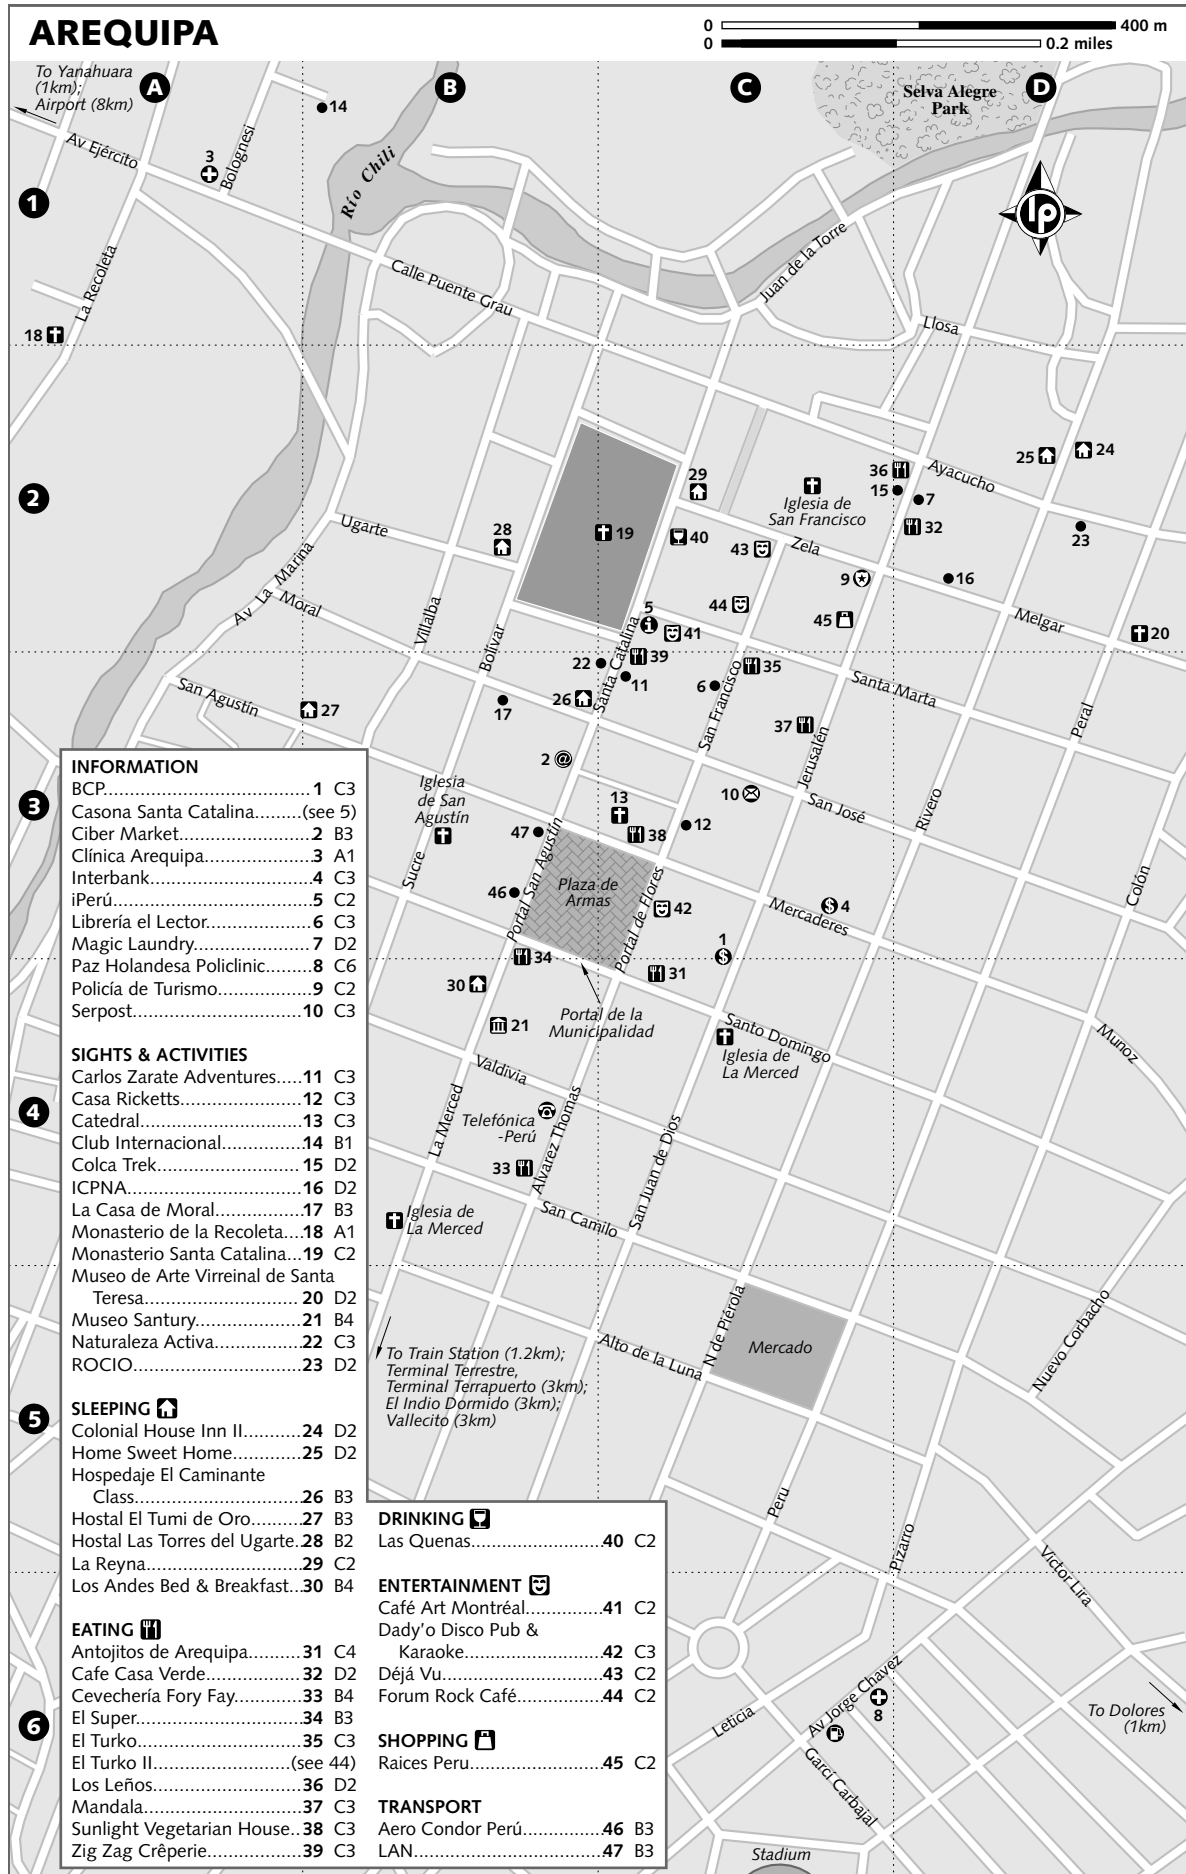 AREQUIPA
0 400 m
0 0.2 miles
To Yanahuara
(1km);
Airport (8km)
A
B
C
D
Selva Alegre
Park
14
Av Ejército
3
Bolognesi
Río Chili
1
lp
La Recoleta
Calle Puente Grau
Juan de la Torre
Llosa
18
2
29
36
Ayacucho
25
24
15
7
Iglesia de
San Francisco
32
23
Ugarte
28
19
40
43
Zela
9
16
Av La Marina
Moral
Villalba
Bolívar
5
44
45
Melgar
41
20
Santa Catalina
39
22
11
35
6
San Francisco
Santa Marta
San Agustín
27
17
26
37
Jerusalén
Peral
3
2
Iglesia
de San
Agustín
13
10
San José
Rivero
47
38
12
Sucre
Portal San Agustín
Plaza de
Armas
Portal de Flores
46
42
4
Mercaderes
Colón
1
34
31
30
Portal de la
Municipalidad
21
Santo Domingo
Iglesia de
La Merced
Munoz
Valdivia
4
La Merced
Telefónica
-Perú
Alvarez Thomas
San Juan de Dios
33
Iglesia de
La Merced
San Camilo
N de Piérola
Mercado
Nuevo Corbacho
Alto de la Luna
To Train Station (1.2km);
Terminal Terrestre,
Terminal Terrapuerto (3km);
El Indio Dormido (3km);
Vallecito (3km)
5
Peru
Pizarro
Victor Lira
6
Leticia
Av Jorge Chavez
8
Garcí Carbajal
To Dolores
(1km)
Stadium
INFORMATION
BCP...............................1 C3
Casona Santa Catalina.........(see 5)
Ciber Market.....................2 B3
Clínica Arequipa.................3 A1
Interbank........................4 C3
iPerú............................5 C2
Librería el Lector...............6 C3
Magic Laundry....................7 D2
Paz Holandesa Policlinic.........8 C6
Policía de Turismo...............9 C2
Serpost.........................10 C3
SIGHTS & ACTIVITIES
Carlos Zarate Adventures.....11 C3
Casa Ricketts...................12 C3
Catedral........................13 C3
Club Internacional..............14 B1
Colca Trek......................15 D2
ICPNA...........................16 D2
La Casa de Moral................17 B3
Monasterio de la Recoleta....18 A1
Monasterio Santa Catalina...19 C2
Museo de Arte Virreinal de Santa
Teresa..........................20 D2
Museo Santury...................21 B4
Naturaleza Activa...............22 C3
ROCIO...........................23 D2
SLEEPING
Colonial House Inn II...........24 D2
Home Sweet Home.................25 D2
Hospedaje El Caminante
Class...........................26 B3
Hostal El Tumi de Oro...........27 B3
Hostal Las Torres del Ugarte..28 B2
La Reyna........................29 C2
Los Andes Bed & Breakfast...30 B4
EATING
Antojitos de Arequipa...........31 C4
Cafe Casa Verde.................32 D2
Cevechería Fory Fay.............33 B4
El Super........................34 B3
El Turko........................35 C3
El Turko II.....................(see 44)
Los Leños.......................36 D2
Mandala.........................37 C3
Sunlight Vegetarian House..38 C3
Zig Zag Crêperie................39 C3
DRINKING
Las Quenas......................40 C2
ENTERTAINMENT
Café Art Montréal...............41 C2
Dady'o Disco Pub &
Karaoke.........................42 C3
Déjá Vu.........................43 C2
Forum Rock Café.................44 C2
SHOPPING
Raices Peru.....................45 C2
TRANSPORT
Aero Condor Perú................46 B3
LAN.............................47 B3